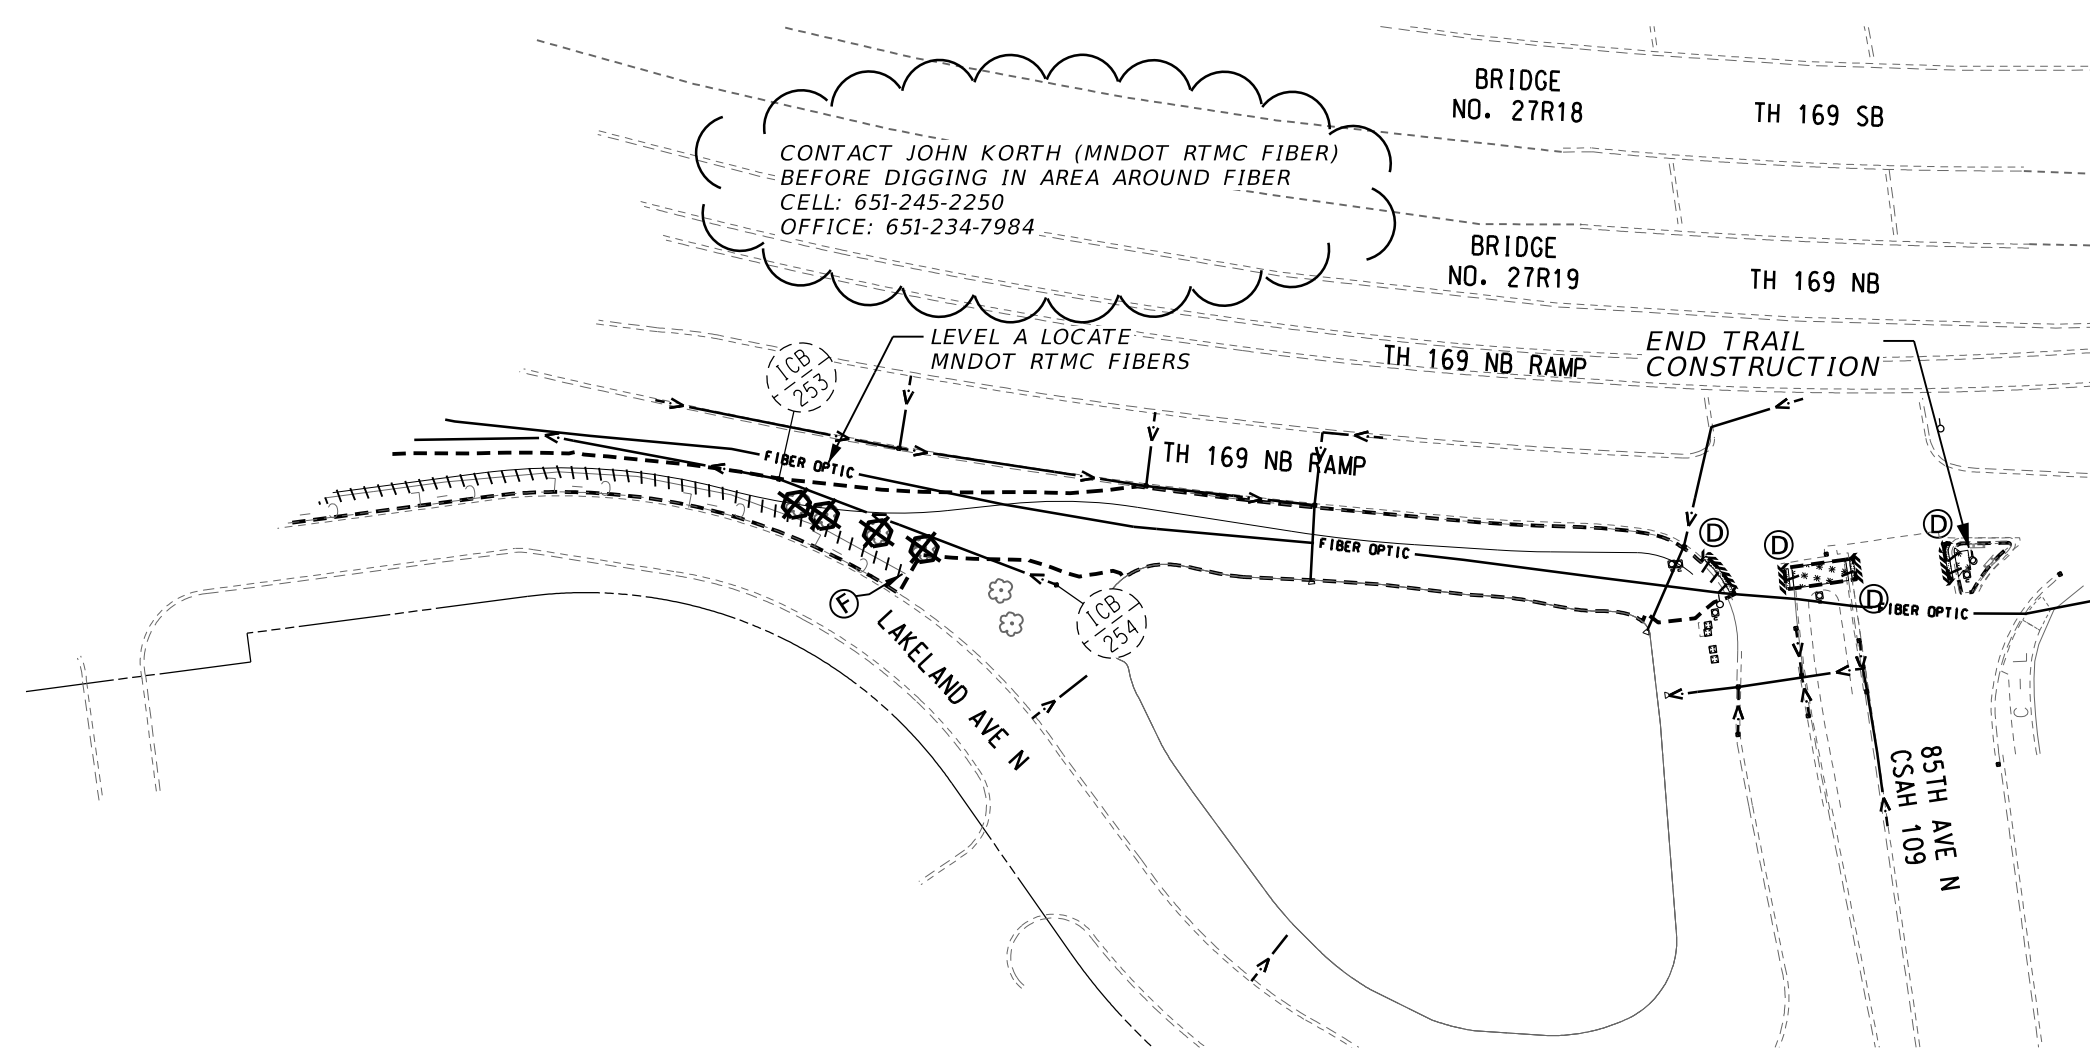 BRIDGE
NO. 27R18
TH 169 SB
CONTACT JOHN KORTH (MNDOT RTMC FIBER)
BEFORE DIGGING IN AREA AROUND FIBER
CELL: 651-245-2250
OFFICE: 651-234-7984
BRIDGE
NO. 27R19
TH 169 NB
LEVEL A LOCATE
MNDOT RTMC FIBERS
TH 169 NB RAMP
END TRAIL
CONSTRUCTION
ICB
253
TH 169 NB RAMP
FIBER OPTIC
FIBER OPTIC
D
D
D
D
FIBER OPTIC
F
ICB
254
LAKELAND AVE N
85TH AVE N
CSAH 109